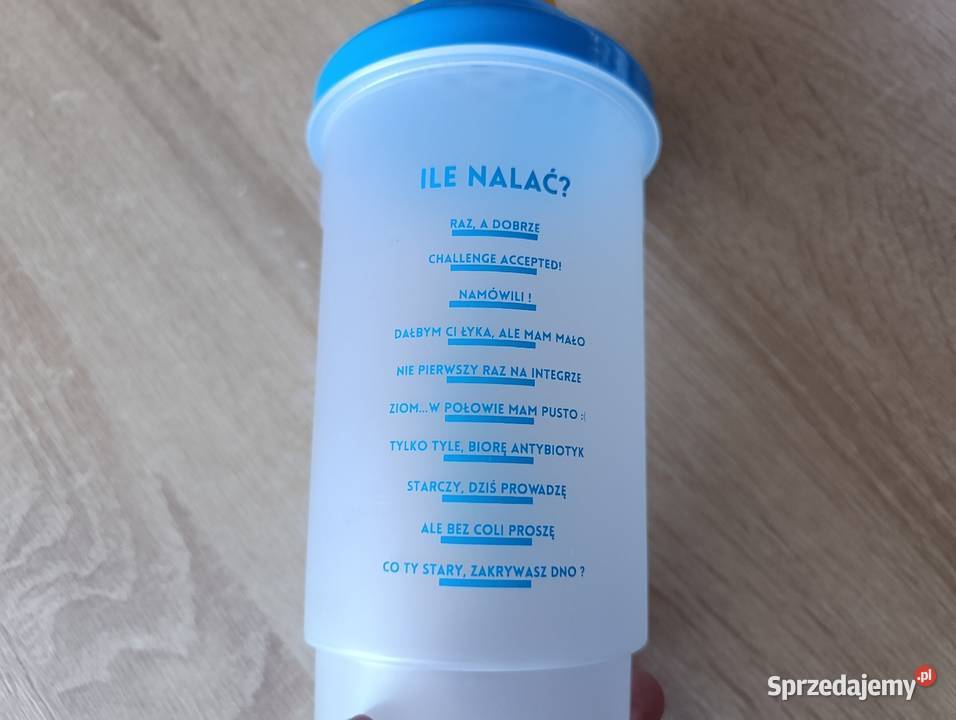 ILE NALAĆ?
RAZ, A DOBRZE
CHALLENGE ACCEPTED!
NAMÓWILI !
DAŁBYM CI ŁYKA, ALE MAM MAŁO
NIE PIERWSZY RAZ NA INTEGRZE
ZIOM...W POŁOWIE MAM PUSTO :(
TYLKO TYLE, BIORĘ ANTYBIOTYK
STARCZY, DZIŚ PROWADZĘ
ALE BEZ COLI PROSZĘ
CO TY STARY, ZAKRYWASZ DNO ?
Sprzedajemy.pl